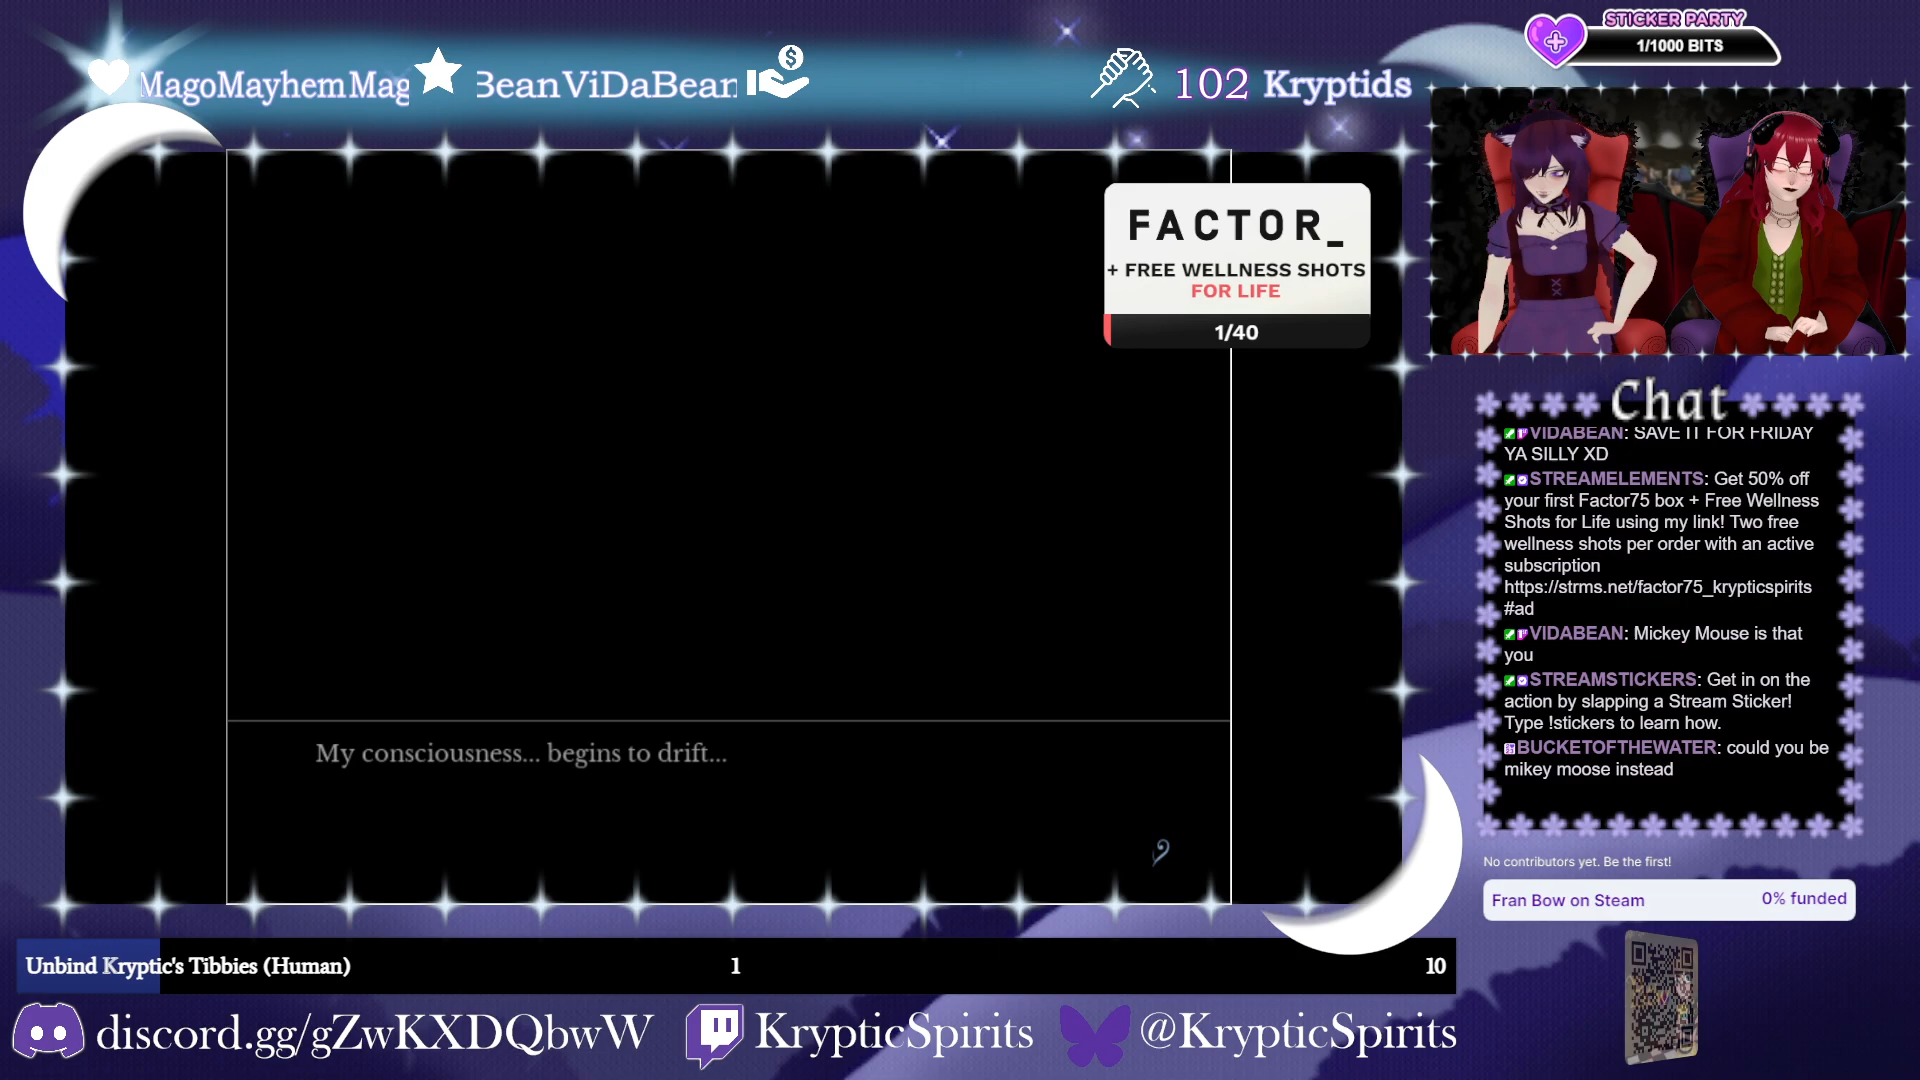 STICKER PARTY
1/1000 BITS
MagoMayhem Mag
BeanViDaBean
102 Kryptids
FACTOR_
+ FREE WELLNESS SHOTS
FOR LIFE
1/40
Chat
VIDABEAN: SAVE IT FOR FRIDAY
YA SILLY XD
STREAMELEMENTS: Get 50% off
your first Factor75 box + Free Wellness
Shots for Life using my link! Two free
wellness shots per order with an active
subscription
https://strms.net/factor75_krypticspirits
#ad
VIDABEAN: Mickey Mouse is that
you
STREAMSTICKERS: Get in on the
action by slapping a Stream Sticker!
Type !stickers to learn how.
BUCKETOFTHEWATER: could you be
mikey moose instead
My consciousness... begins to drift...
No contributors yet. Be the first!
Fran Bow on Steam 0% funded
Unbind Kryptic's Tibbies (Human) 1 10
discord.gg/gZwKXDQbwW KrypticSpirits @KrypticSpirits